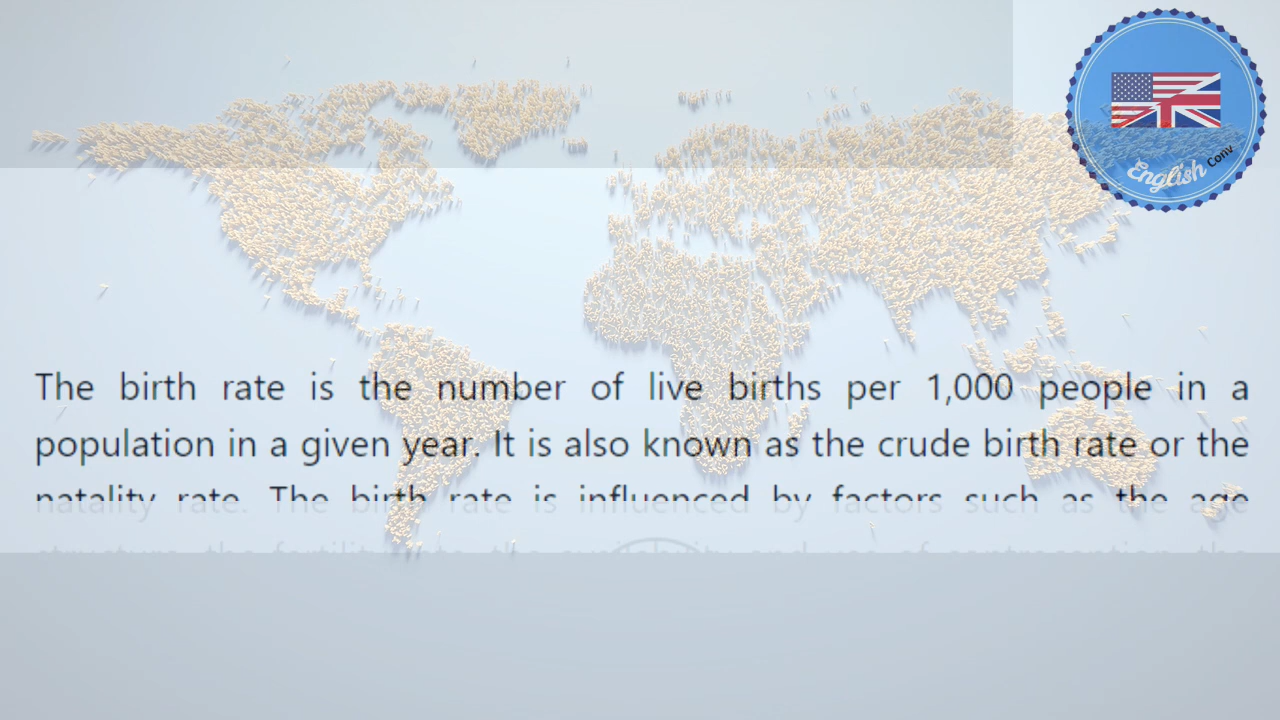 English Conv
The birth rate is the number of live births per 1,000 people in a
population in a given year. It is also known as the crude birth rate or the
natality rate. The birth rate is influenced by factors such as the age